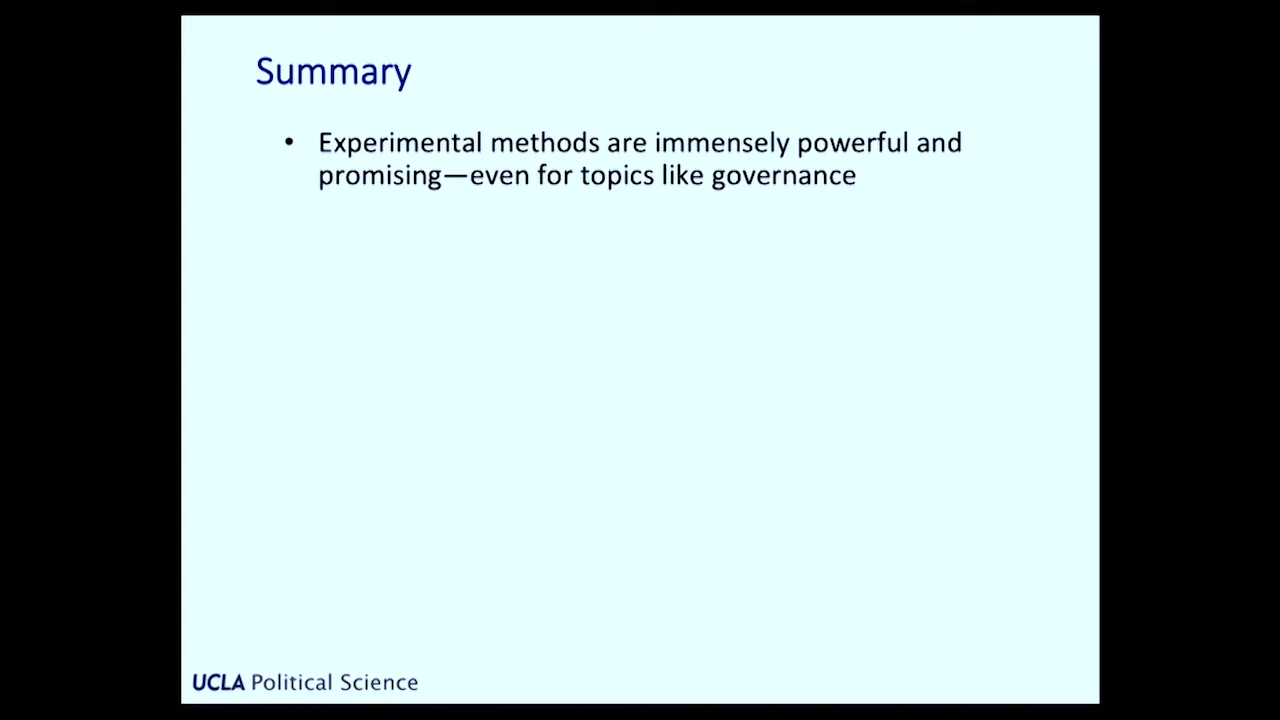 Summary
• Experimental methods are immensely powerful and
promising—even for topics like governance
UCLA Political Science